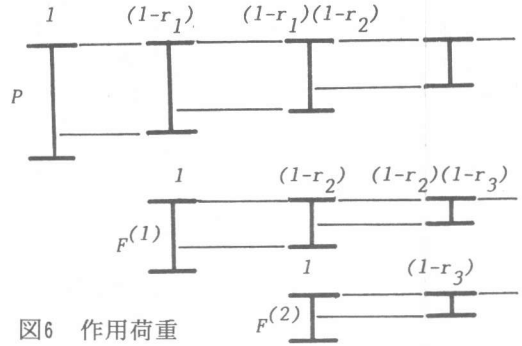 1 (1-r₁) (1-r₁)(1-r₂)
P
1 (1-r₂) (1-r₂)(1-r₃)
F⁽¹⁾
1 (1-r₃)
F⁽²⁾
図6 作用荷重